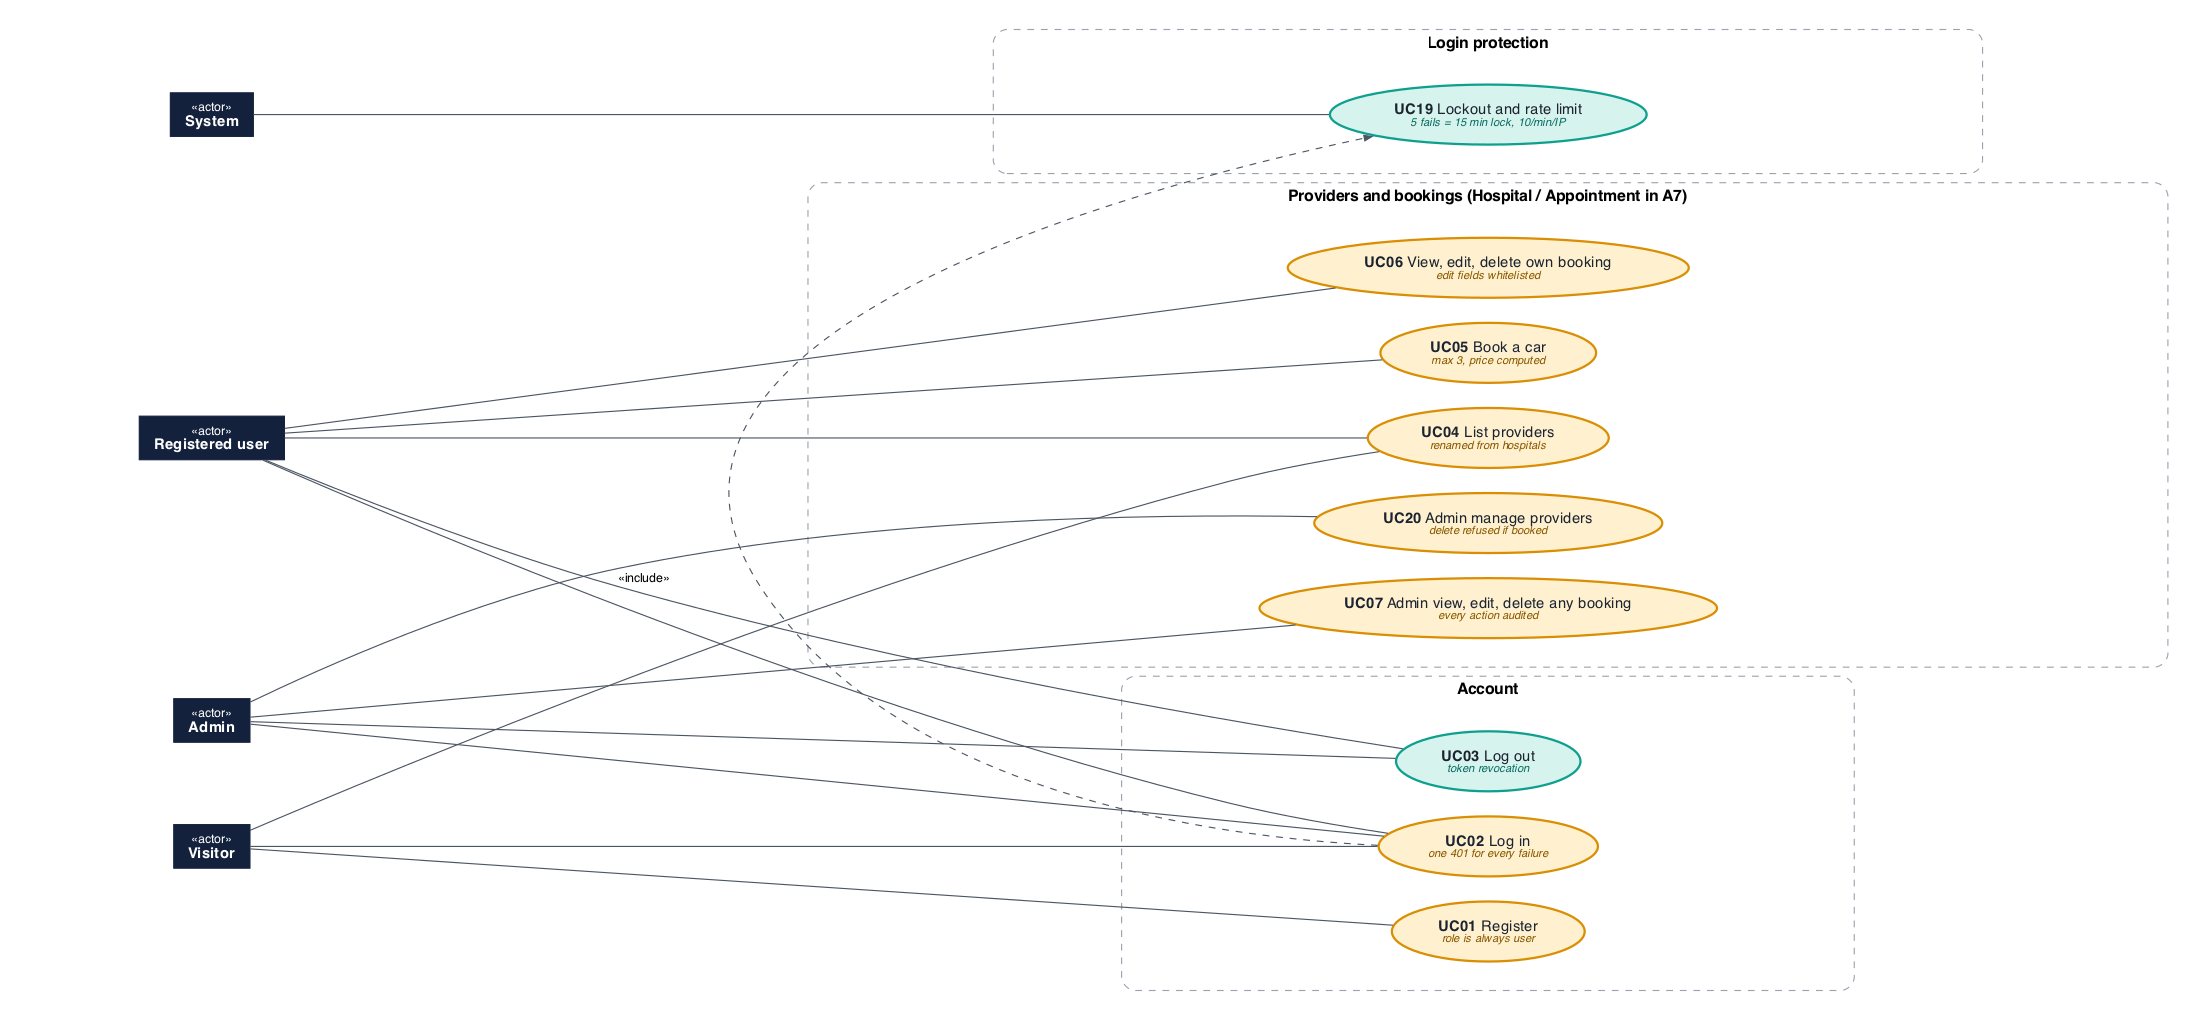 Login protection
«actor»
System
UC19 Lockout and rate limit
5 fails = 15 min lock, 10/min/IP
Providers and bookings (Hospital / Appointment in A7)
UC06 View, edit, delete own booking
edit fields whitelisted
UC05 Book a car
max 3, price computed
«actor»
Registered user
UC04 List providers
renamed from hospitals
UC20 Admin manage providers
delete refused if booked
«include»
UC07 Admin view, edit, delete any booking
every action audited
Account
«actor»
Admin
UC03 Log out
token revocation
«actor»
Visitor
UC02 Log in
one 401 for every failure
UC01 Register
role is always user